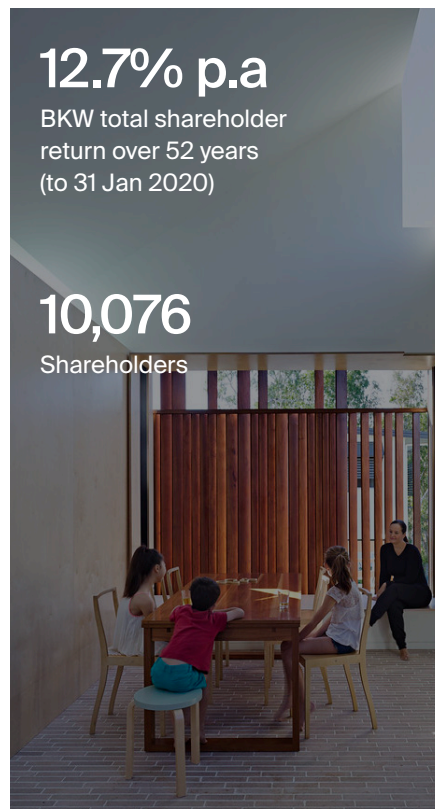 12.7% p.a
BKW total shareholder
return over 52 years
(to 31 Jan 2020)
10,076
Shareholders